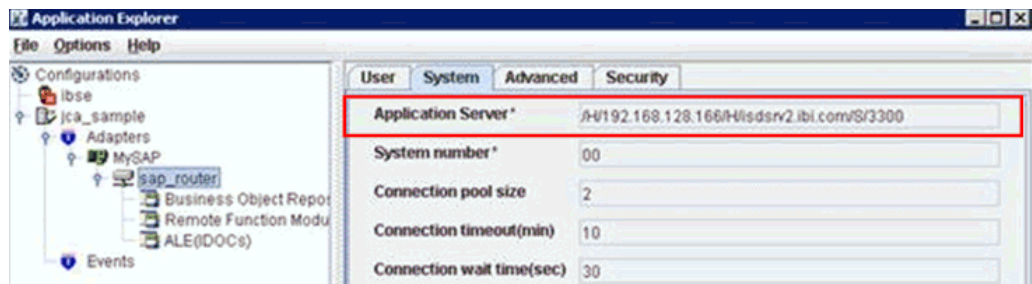 Application Explorer
File Options Help
Configurations
ibse
jca_sample
Adapters
MySAP
sap_router
Business Object Repos
Remote Function Modu
ALE(IDOCs)
Events
User System Advanced Security
Application Server* /H/192.168.128.166/H/isdsrv2.ibi.com/S/3300
System number* 00
Connection pool size 2
Connection timeout(min) 10
Connection wait time(sec) 30